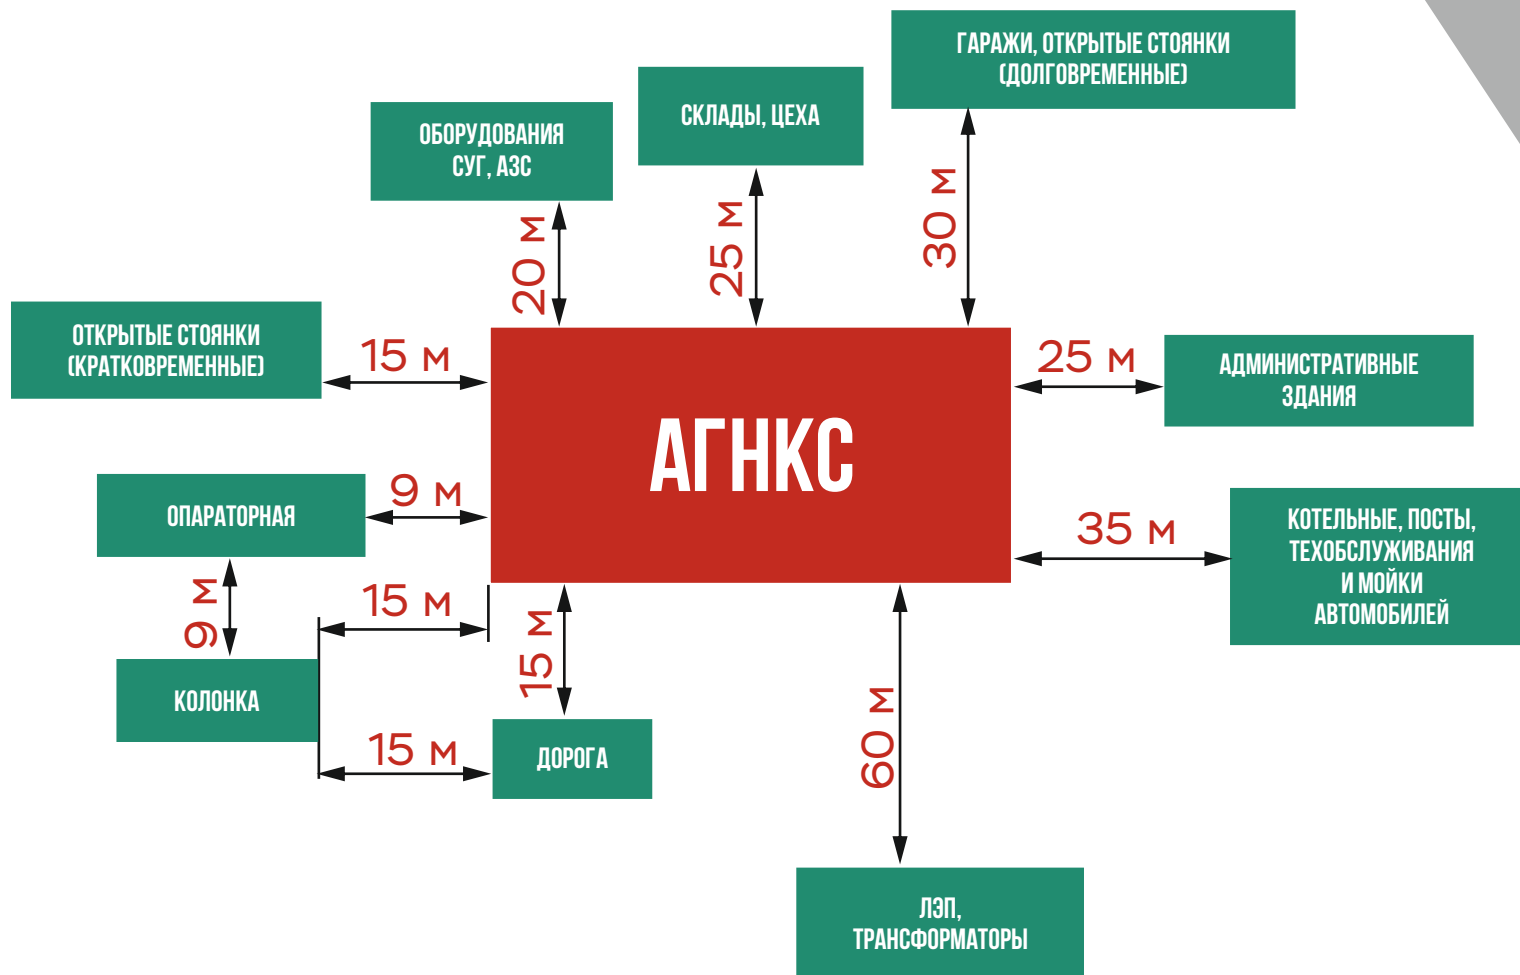 ГАРАЖИ, ОТКРЫТЫЕ СТОЯНКИ
(ДОЛГОВРЕМЕННЫЕ)
СКЛАДЫ, ЦЕХА
ОБОРУДОВАНИЯ
СУГ, АЗС
20 м
25 м
30 м
ОТКРЫТЫЕ СТОЯНКИ
(КРАТКОВРЕМЕННЫЕ)
15 м
25 м
АДМИНИСТРАТИВНЫЕ
ЗДАНИЯ
АГНКС
ОПАРАТОРНАЯ
9 м
35 м
КОТЕЛЬНЫЕ, ПОСТЫ,
ТЕХОБСЛУЖИВАНИЯ
И МОЙКИ
АВТОМОБИЛЕЙ
9 м
15 м
15 м
КОЛОНКА
15 м
ДОРОГА
60 м
ЛЭП,
ТРАНСФОРМАТОРЫ